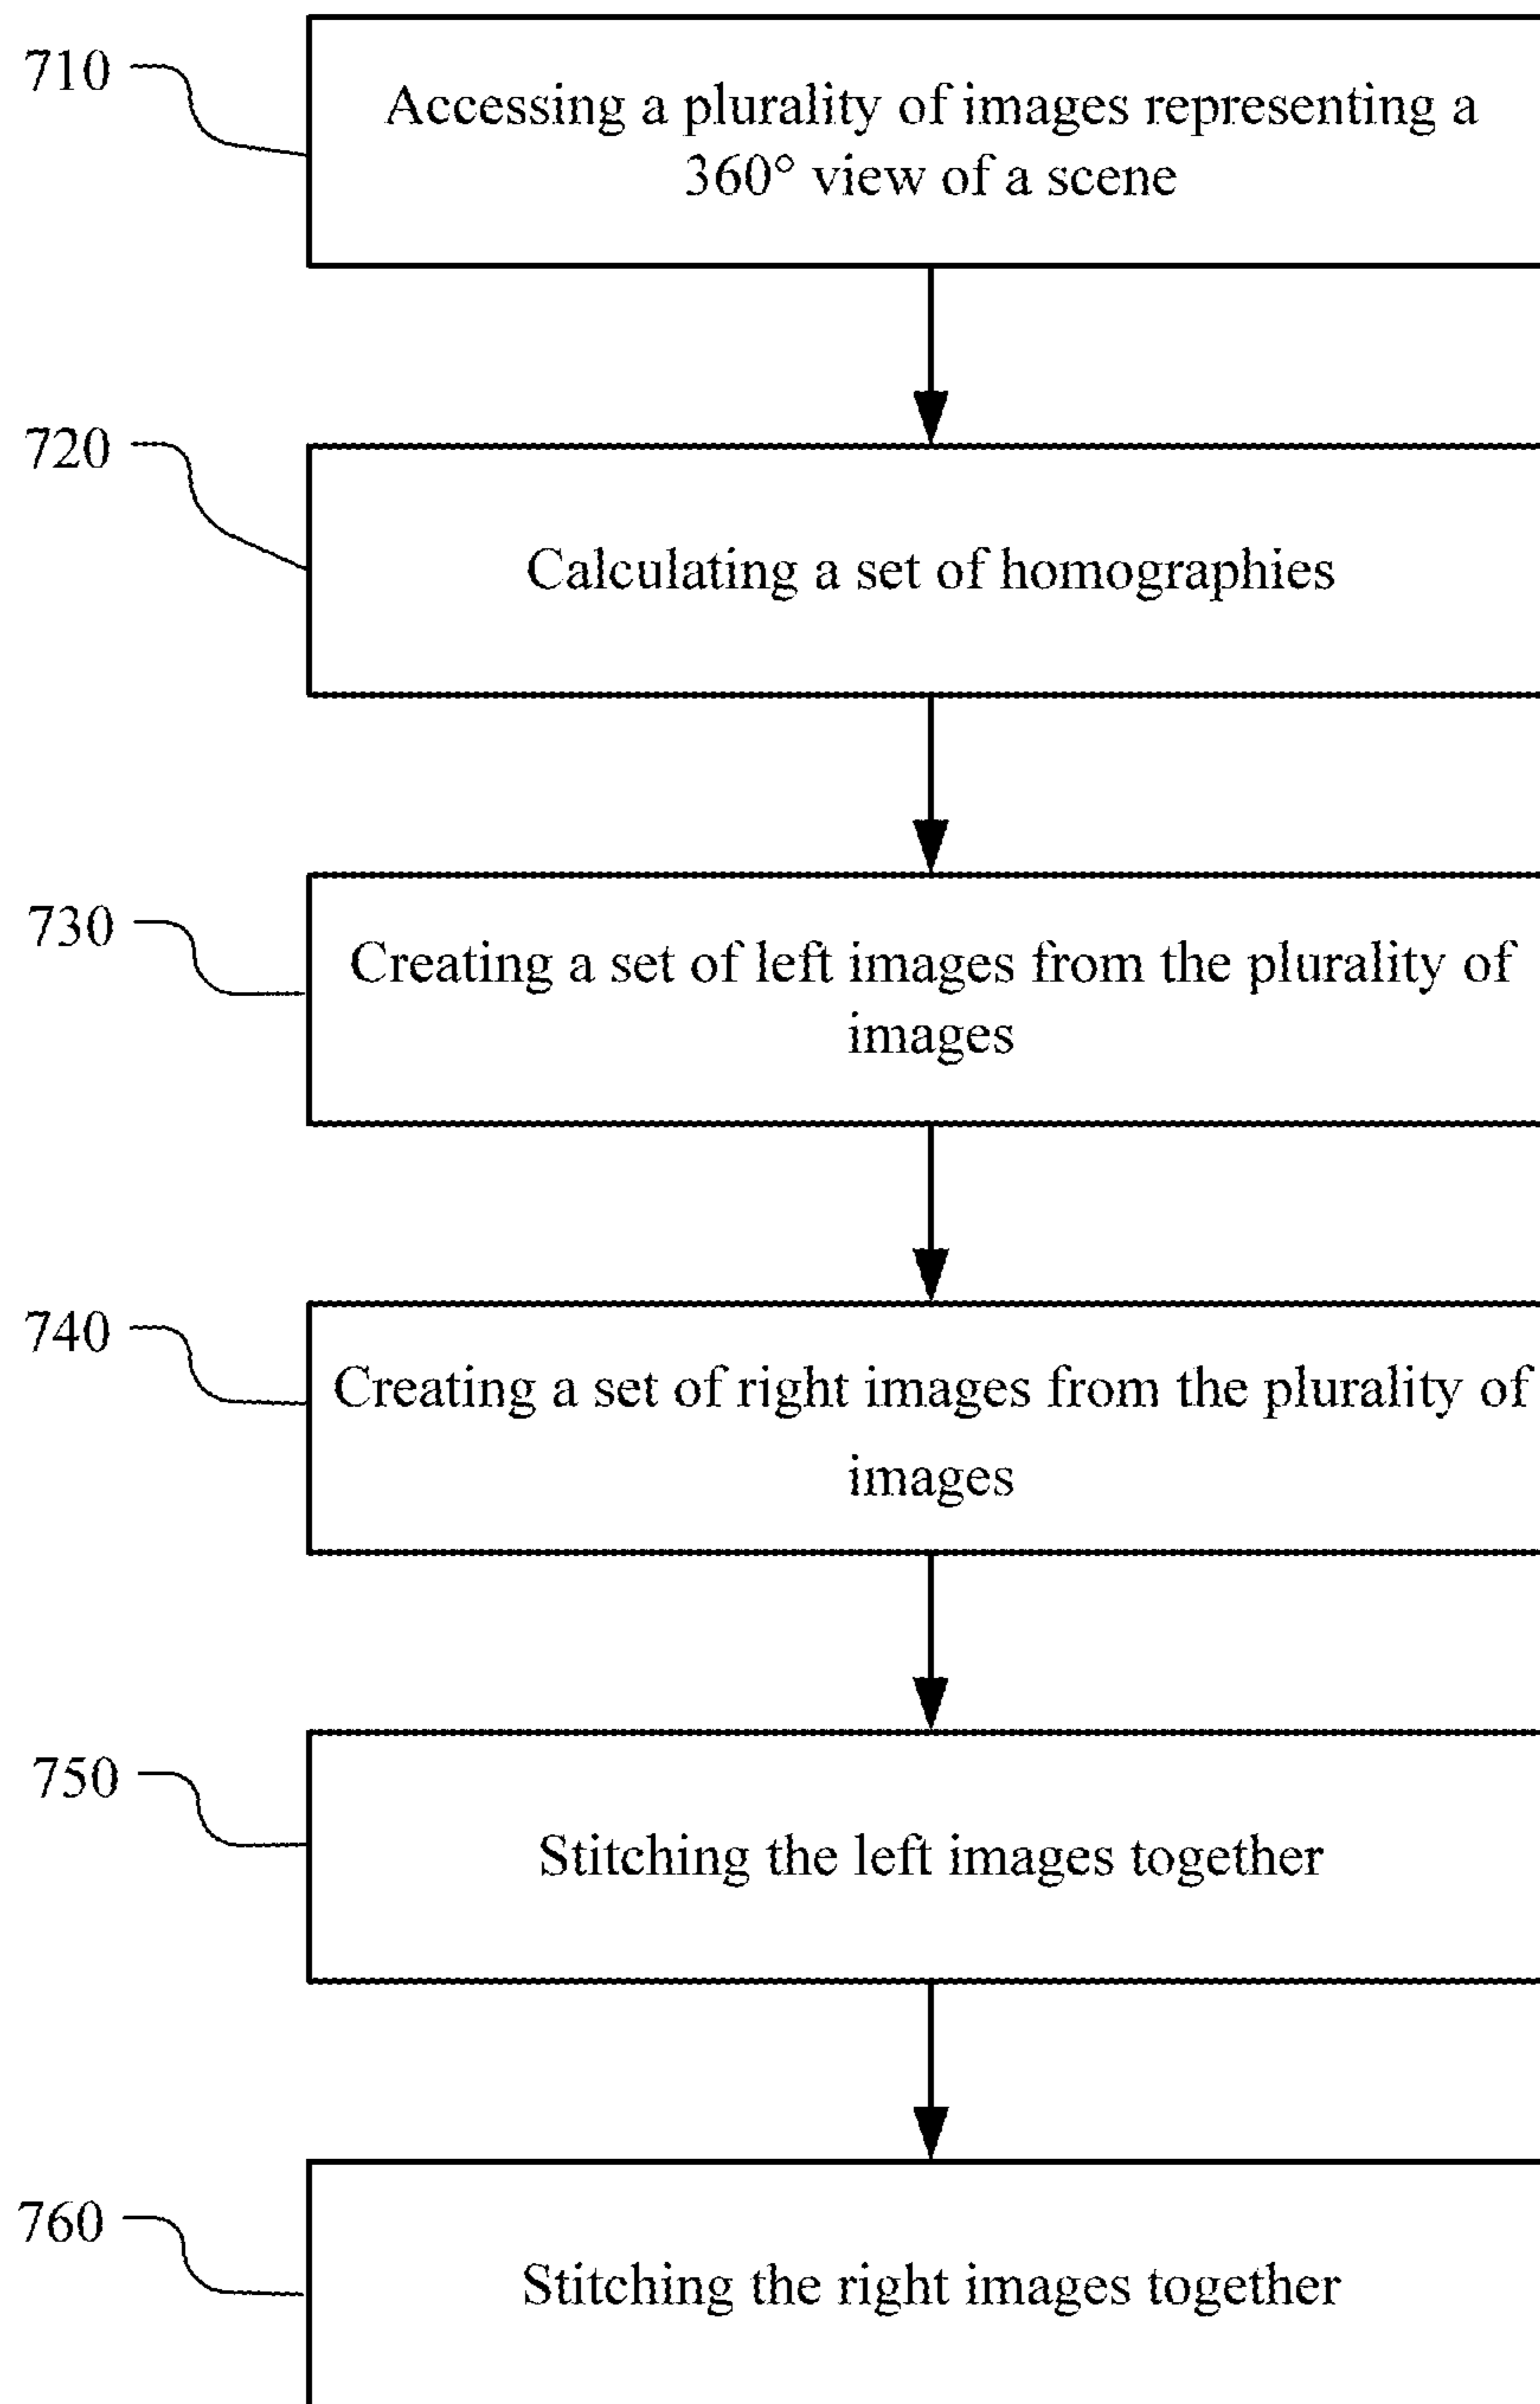 710
Accessing a plurality of images representing a
360° view of a scene
720
Calculating a set of homographies
730
Creating a set of left images from the plurality of
images
740
Creating a set of right images from the plurality of
images
750
Stitching the left images together
760
Stitching the right images together